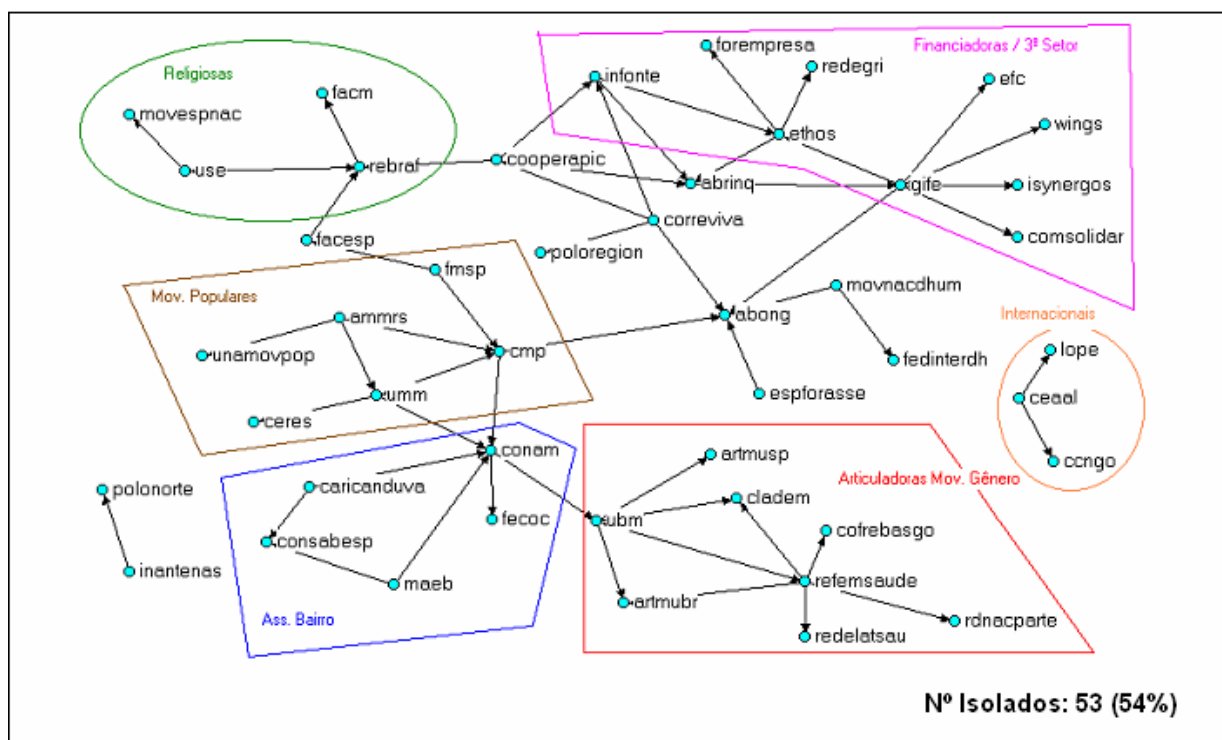 forempresa
Financiadoras / 3º Setor
Religiosas
infonte
redegri
efc
facm
movespnac
wings
ethos
cooperapic
use
rebraf
abrinq
gife
isynergos
correviva
comsolidar
facesp
poloregion
fmsp
movnacdhum
Mov. Populares
ammrs
abong
Internacionais
unamovpop
cmp
fedinterdh
lope
umm
espforasse
ceaal
ceres
conam
artmusp
ccngo
Articuladoras Mov. Gênero
polonorte
caricanduva
clademn
fecoc
ubm
cofrebasgo
consabesp
inantenas
maeb
refemsaude
artmubr
Ass. Bairro
rdnacparte
redelatsau
Nº Isolados: 53 (54%)